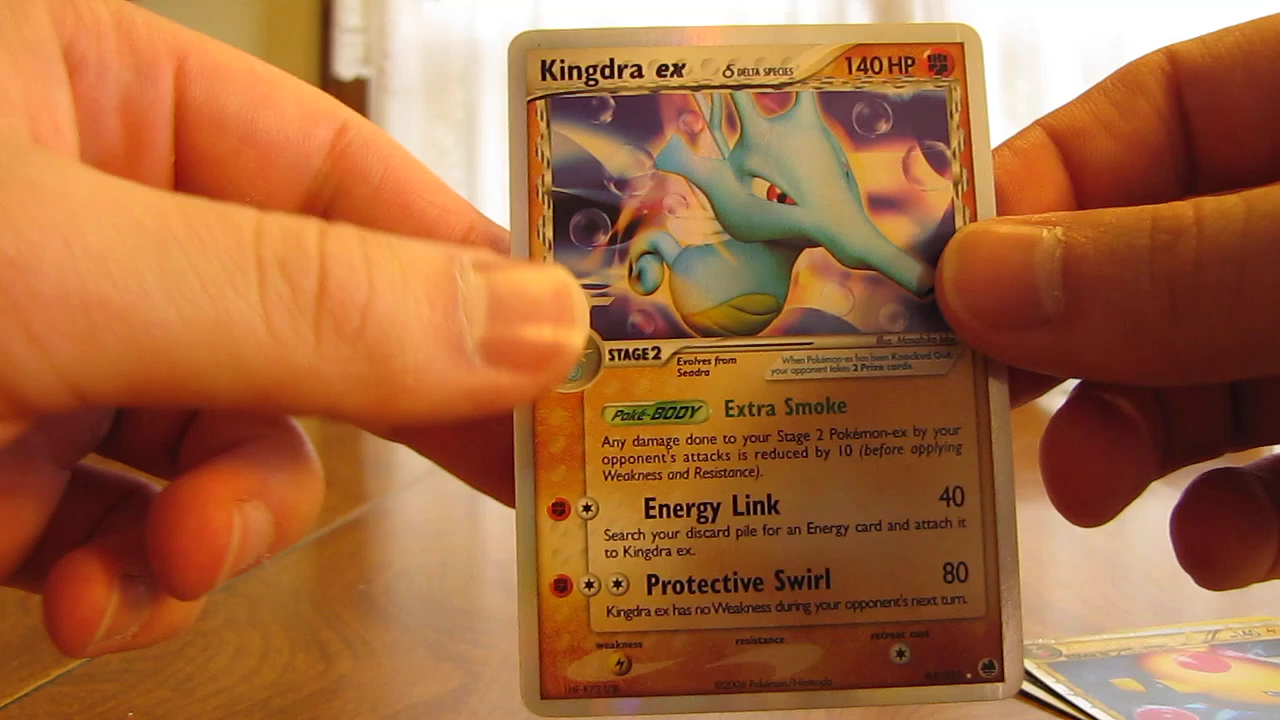 Kingdra ex δ DELTA SPECIES 140 HP
Illus. Masahiko
STAGE 2
Evolves from
Seadra
When Pokémon-ex has been Knocked Out,
your opponent takes 2 Prize cards.
Poké-BODY Extra Smoke
Any damage done to your Stage 2 Pokémon-ex by your
opponent's attacks is reduced by 10 (before applying
Weakness and Resistance).
Energy Link 40
Search your discard pile for an Energy card and attach it
to Kingdra ex.
Protective Swirl 80
Kingdra ex has no Weakness during your opponent's next turn.
weakness resistance retreat cost
©2006 Pokémon/Nintendo